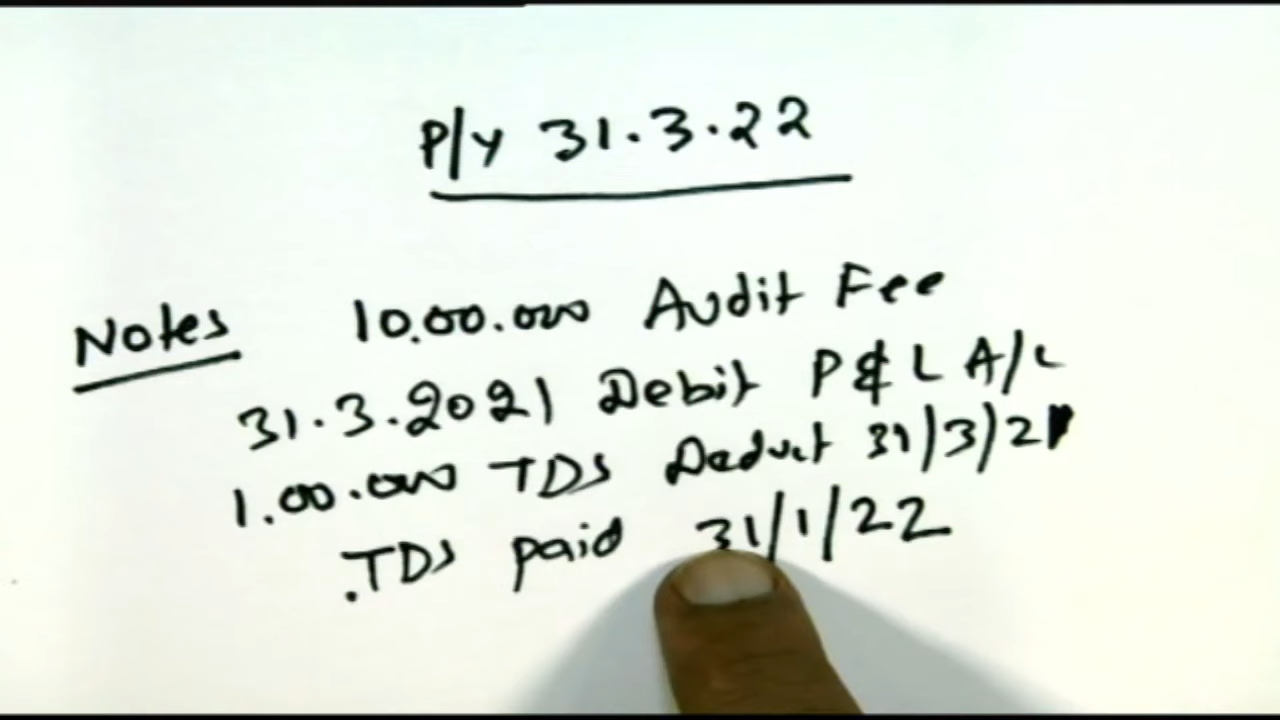 P/Y 31.3.22
Notes 10.00.000 Audit Fee
31.3.2021 Debit P & L A/c
1.00.000 TDS Deduct 31/3/21
.TDS paid 31/1/22